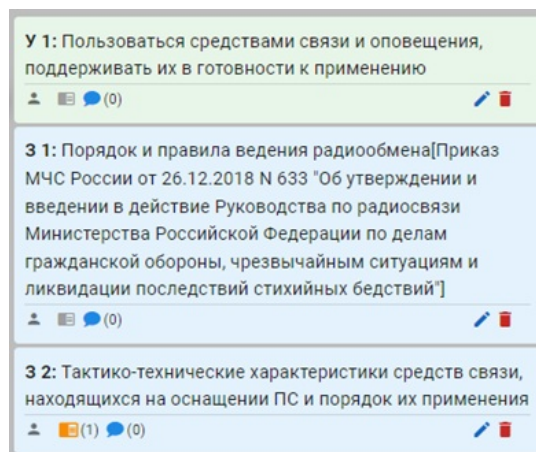 У 1: Пользоваться средствами связи и оповещения,
поддерживать их в готовности к применению
(0)
З 1: Порядок и правила ведения радиообмена[Приказ
МЧС России от 26.12.2018 N 633 "Об утверждении и
введении в действие Руководства по радиосвязи
Министерства Российской Федерации по делам
гражданской обороны, чрезвычайным ситуациям и
ликвидации последствий стихийных бедствий"]
(0)
З 2: Тактико-технические характеристики средств связи,
находящихся на оснащении ПС и порядок их применения
(1) (0)